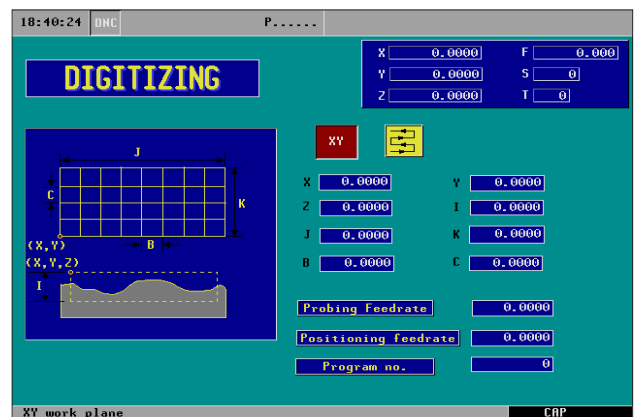 18:40:24 DNC P......
DIGITIZING
X 0.0000 F 0.000
Y 0.0000 S 0
Z 0.0000 T 0
XY
J
C
K
(X,Y)
B
(X,Y,Z)
I
X 0.0000 Y 0.0000
Z 0.0000 I 0.0000
J 0.0000 K 0.0000
B 0.0000 C 0.0000
Probing Feedrate 0.0000
Positioning feedrate 0.0000
Program no. 0
XY work plane CAP